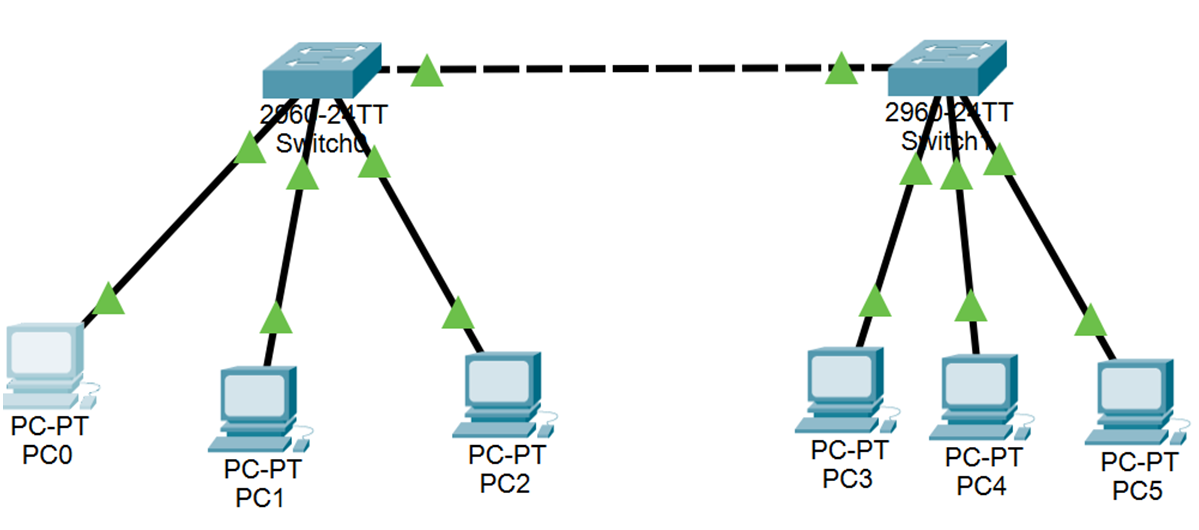 2960-24TT
Switch0
2960-24TT
Switch1
PC-PT
PC0
PC-PT
PC1
PC-PT
PC2
PC-PT
PC3
PC-PT
PC4
PC-PT
PC5